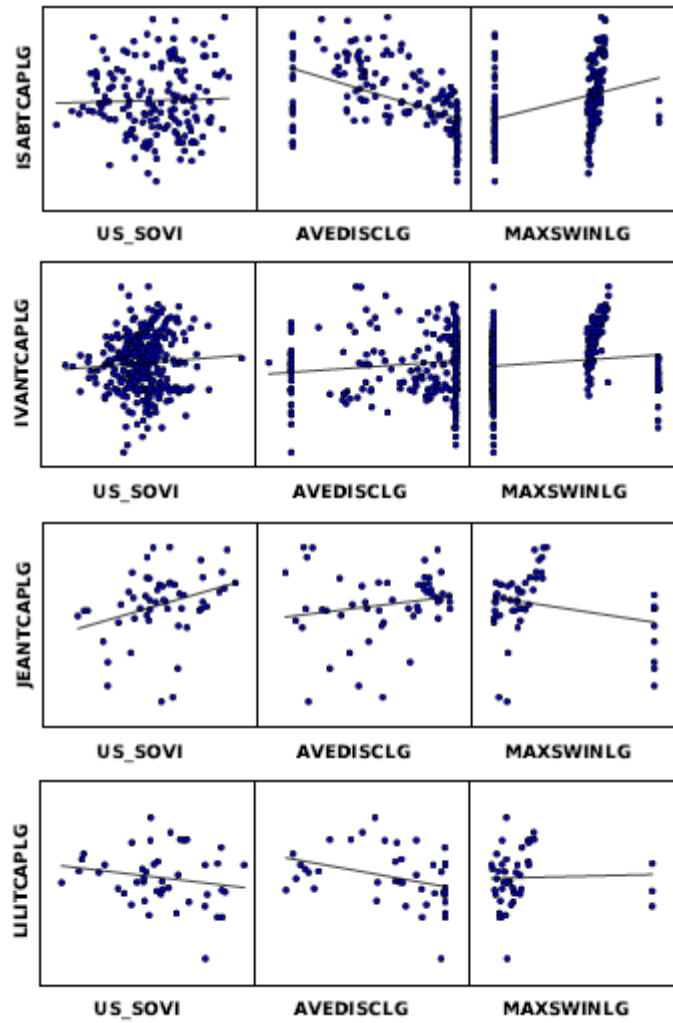 ISABTCAPLG
US_SOVI AVEDISCLG MAXSWINLG
IVANTCAPLG
US_SOVI AVEDISCLG MAXSWINLG
JEANTCAPLG
US_SOVI AVEDISCLG MAXSWINLG
LILITCAPLG
US_SOVI AVEDISCLG MAXSWINLG